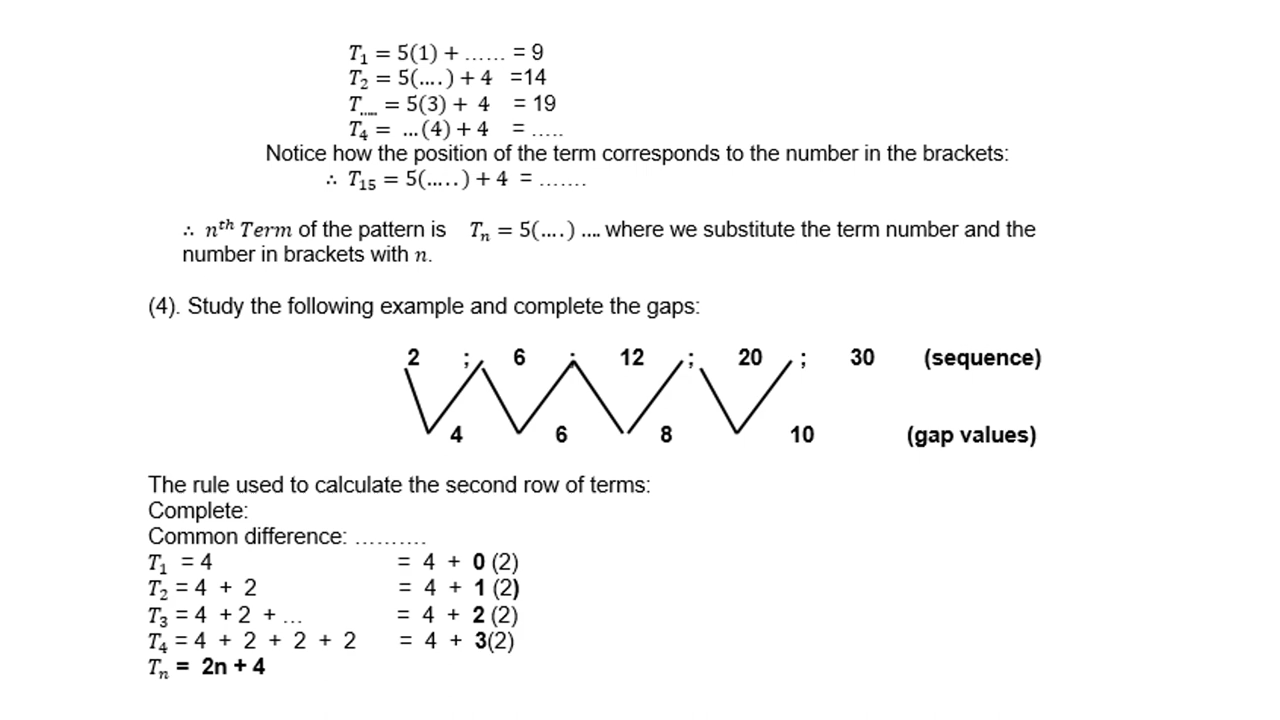 T₁ = 5(1) + …… = 9
T₂ = 5(….) + 4 =14
T ..... = 5(3) + 4 = 19
T₄ = …(4) + 4 = …..
Notice how the position of the term corresponds to the number in the brackets:
∴ T₁₅ = 5(…..) + 4 = …….
∴ nᵗʰ Term of the pattern is Tₙ = 5(….) …. where we substitute the term number and the
number in brackets with n.
(4). Study the following example and complete the gaps:
2 ; 6 ; 12 ; 20 ; 30 (sequence)
4 6 8 10 (gap values)
The rule used to calculate the second row of terms:
Complete:
Common difference: ……….
T₁ = 4 = 4 + 0 (2)
T₂ = 4 + 2 = 4 + 1 (2)
T₃ = 4 +2 + … = 4 + 2 (2)
T₄ = 4 + 2 + 2 + 2 = 4 + 3(2)
Tₙ = 2n + 4